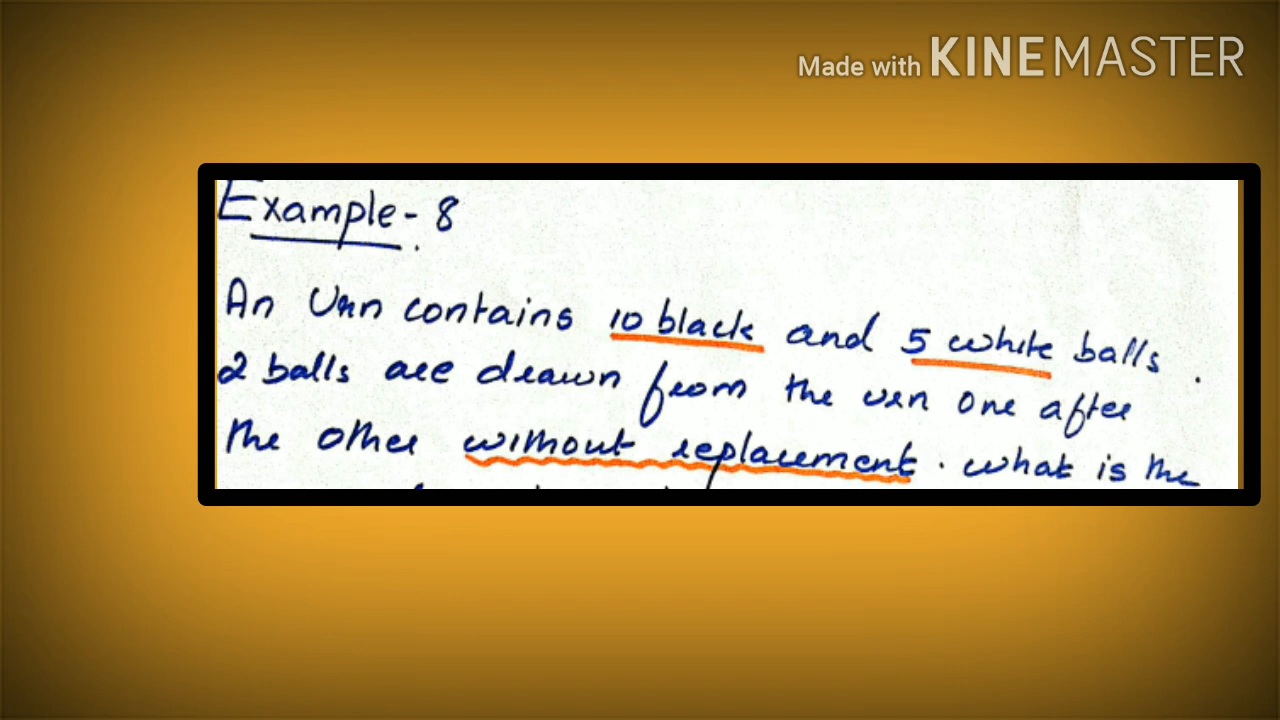 Made with KINEMASTER
Example - 8
An Urn contains 10 black and 5 white balls.
2 balls are drawn from the urn one after
the other without replacement. what is the